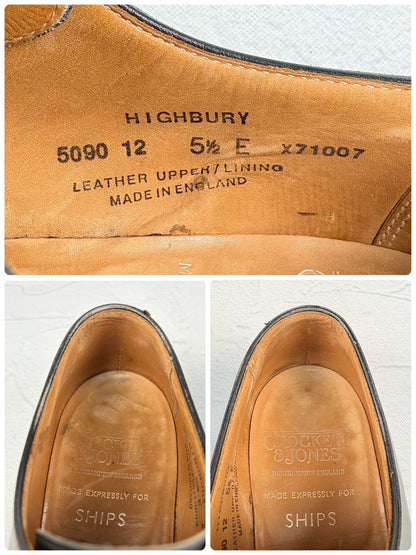 HIGHBURY
5090 12 5½ E X71007
LEATHER UPPER/LINING
MADE IN ENGLAND
CROCKETT
& JONES
NORTHAMPTON ENGLAND
MADE EXPRESSLY FOR
SHIPS
CROCKETT
& JONES
NORTHAMPTON ENGLAND
MADE EXPRESSLY FOR
SHIPS